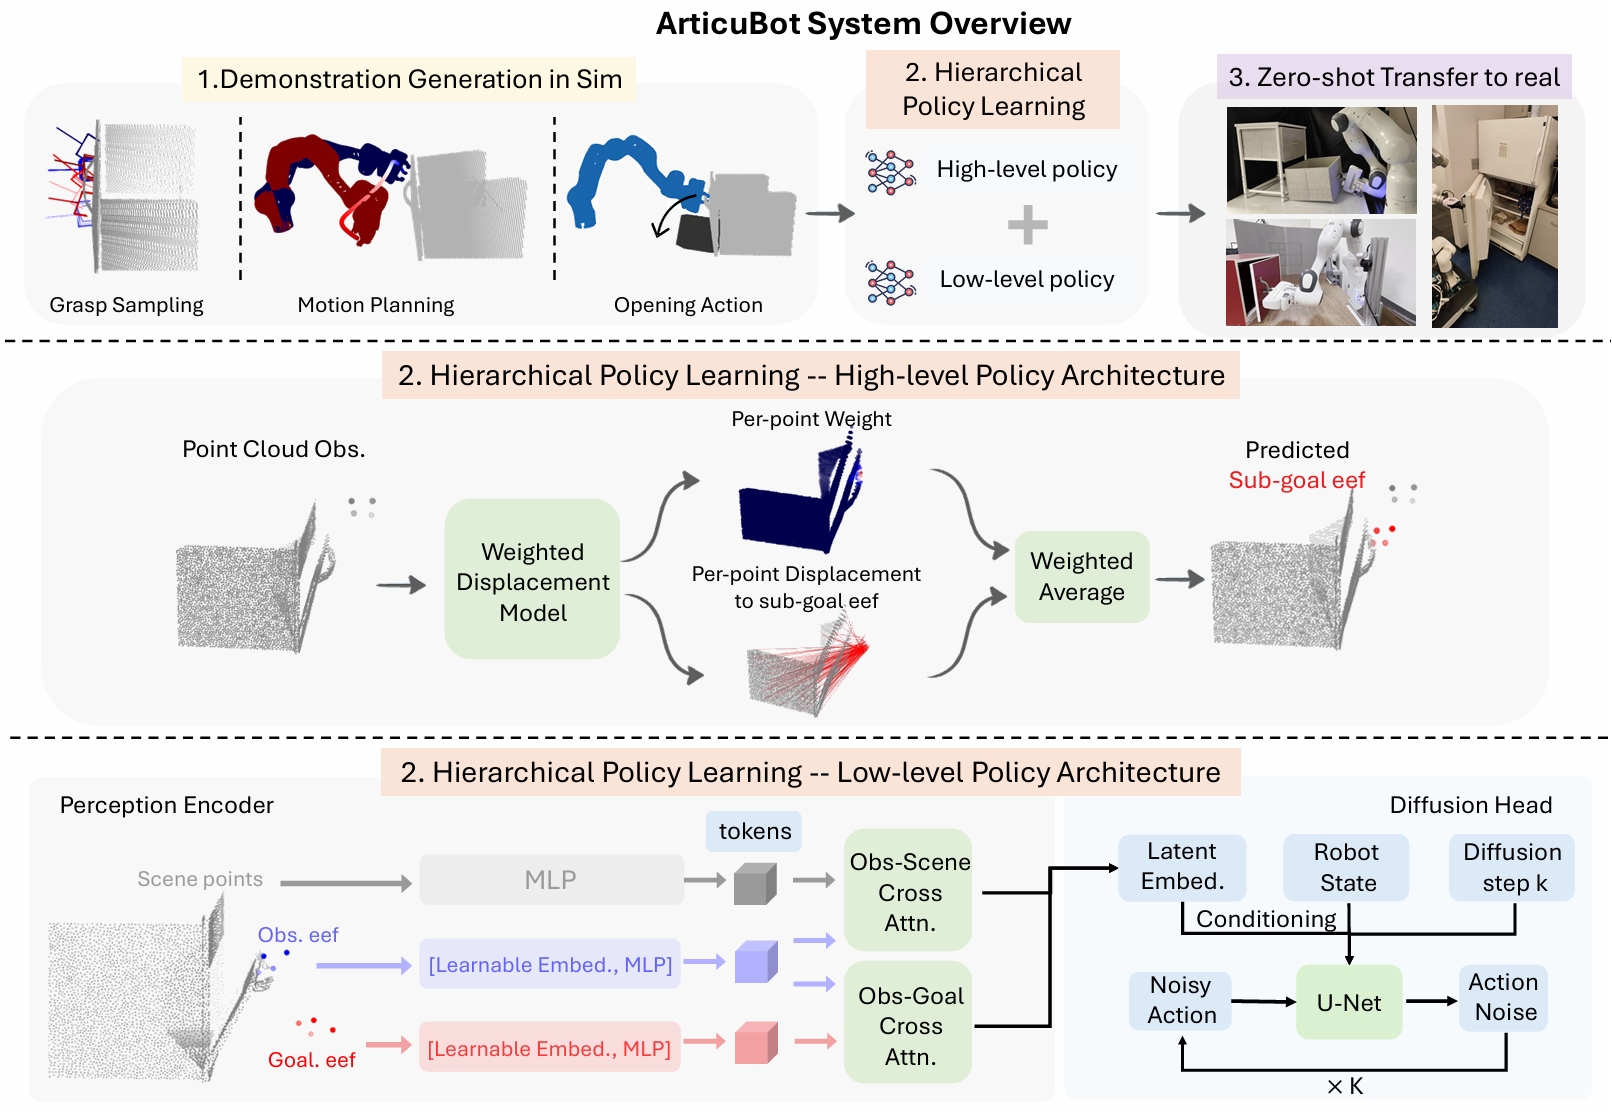 ArticuBot System Overview
1.Demonstration Generation in Sim
Grasp Sampling
Motion Planning
Opening Action
2. Hierarchical
Policy Learning
High-level policy
+
Low-level policy
3. Zero-shot Transfer to real
2. Hierarchical Policy Learning -- High-level Policy Architecture
Point Cloud Obs.
Weighted
Displacement
Model
Per-point Weight
Per-point Displacement
to sub-goal eef
Weighted
Average
Predicted
Sub-goal eef
2. Hierarchical Policy Learning -- Low-level Policy Architecture
Perception Encoder
Scene points
Obs. eef
Goal. eef
MLP
[Learnable Embed., MLP]
[Learnable Embed., MLP]
tokens
Obs-Scene
Cross
Attn.
Obs-Goal
Cross
Attn.
Diffusion Head
Latent
Embed.
Robot
State
Diffusion
step k
Conditioning
Noisy
Action
U-Net
Action
Noise
× K